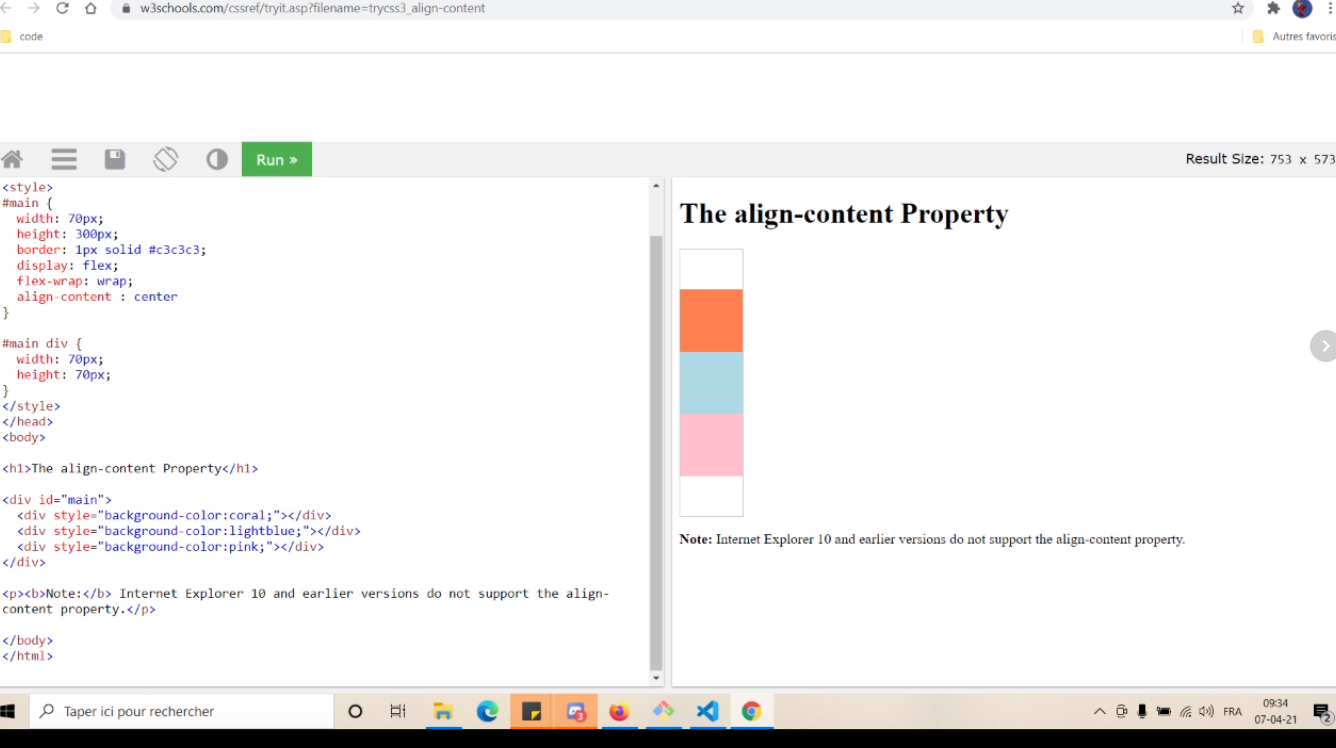 w3schools.com/cssref/tryit.asp?filename=trycss3_align-content
code
Autres favoris
Run »
Result Size: 753 x 573
<style>
#main {
  width: 70px;
  height: 300px;
  border: 1px solid #c3c3c3;
  display: flex;
  flex-wrap: wrap;
  align-content : center
}
#main div {
  width: 70px;
  height: 70px;
}
</style>
</head>
<body>
<h1>The align-content Property</h1>
<div id="main">
  <div style="background-color:coral;"></div>
  <div style="background-color:lightblue;"></div>
  <div style="background-color:pink;"></div>
</div>
<p><b>Note:</b> Internet Explorer 10 and earlier versions do not support the align-
content property.</p>
</body>
</html>
The align-content Property
Note: Internet Explorer 10 and earlier versions do not support the align-content property.
Taper ici pour rechercher
3
FRA
09:34
07-04-21
2